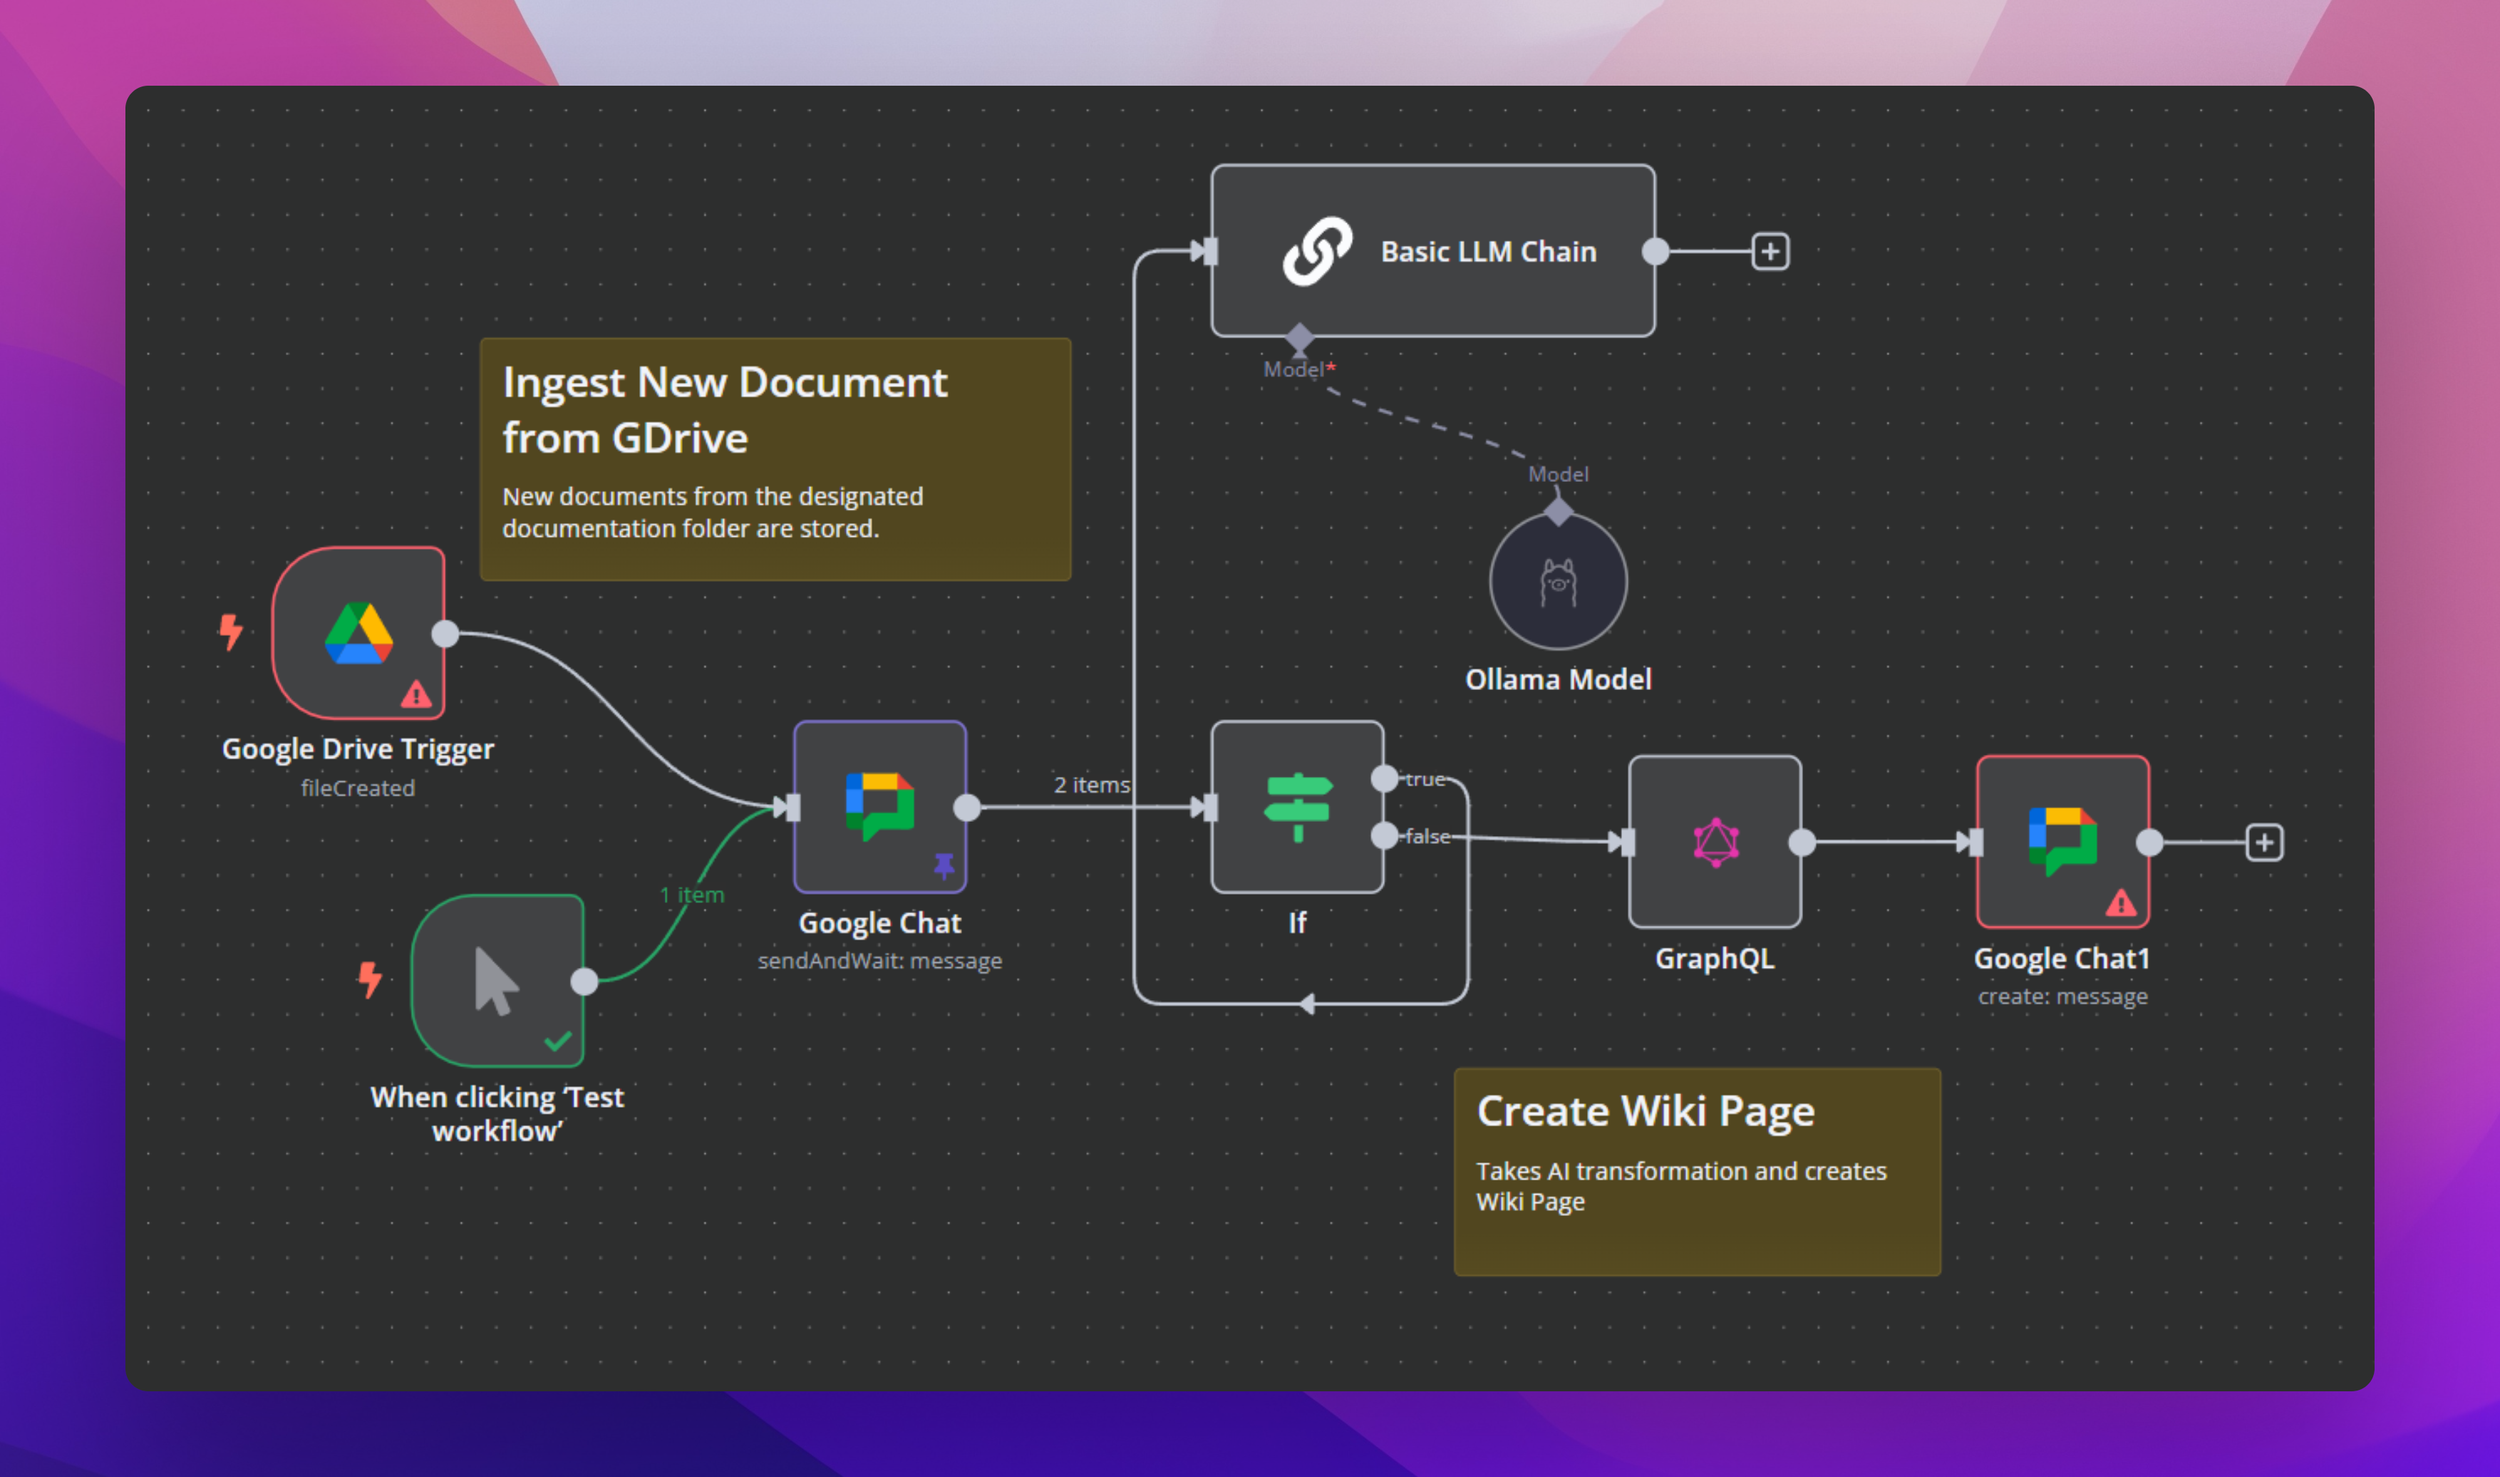 Basic LLM Chain
Model*
Ingest New Document
from GDrive
New documents from the designated
documentation folder are stored.
Model
Ollama Model
Google Drive Trigger
fileCreated
2 items
true
false
1 item
Google Chat
sendAndWait: message
If
GraphQL
Google Chat1
create: message
When clicking ‘Test
workflow’
Create Wiki Page
Takes AI transformation and creates
Wiki Page